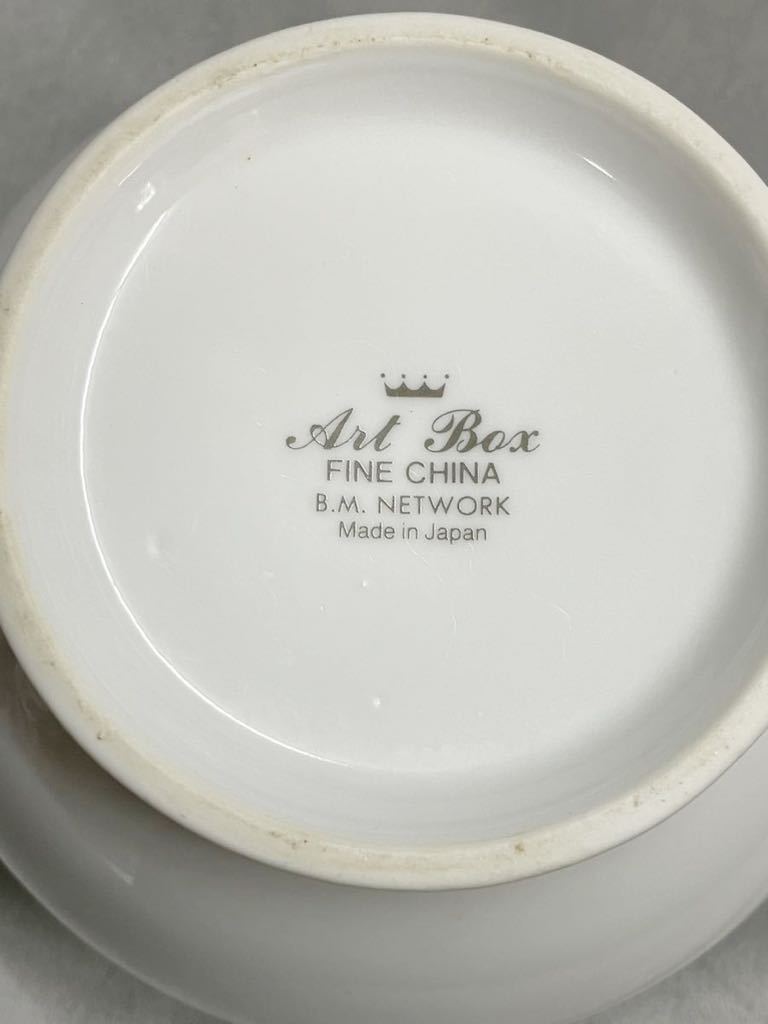 Art Box
FINE CHINA
B.M. NETWORK
Made in Japan